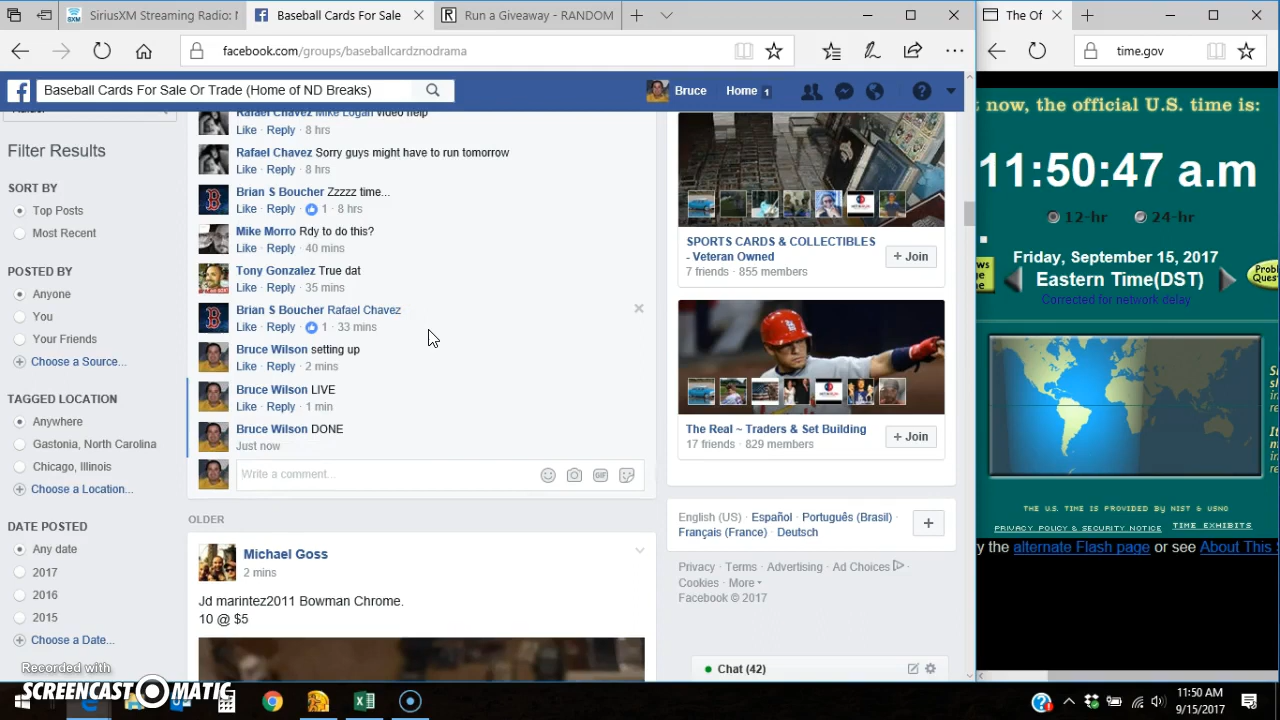 SiriusXM Streaming Radio: N
Baseball Cards For Sale
Run a Giveaway - RANDOM
The Of
facebook.com/groups/baseballcardznodrama
time.gov
Baseball Cards For Sale Or Trade (Home of ND Breaks)
Bruce
Home 1
Filter Results
SORT BY
Top Posts
Most Recent
POSTED BY
Anyone
You
Your Friends
Choose a Source...
TAGGED LOCATION
Anywhere
Gastonia, North Carolina
Chicago, Illinois
Choose a Location...
DATE POSTED
Any date
2017
2016
2015
Choose a Date...
Rafael Chavez Mike Logan video help
Like · Reply · 8 hrs
Rafael Chavez Sorry guys might have to run tomorrow
Like · Reply · 8 hrs
Brian S Boucher Zzzzz time...
Like · Reply · 1 · 8 hrs
Mike Morro Rdy to do this?
Like · Reply · 40 mins
Tony Gonzalez True dat
Like · Reply · 35 mins
Brian S Boucher Rafael Chavez
Like · Reply · 1 · 33 mins
Bruce Wilson setting up
Like · Reply · 2 mins
Bruce Wilson LIVE
Like · Reply · 1 min
Bruce Wilson DONE
Just now
Write a comment...
OLDER
Michael Goss
2 mins
Jd marintez2011 Bowman Chrome.
10 @ $5
SPORTS CARDS & COLLECTIBLES
- Veteran Owned
7 friends · 855 members
+ Join
The Real ~ Traders & Set Building
17 friends · 829 members
+ Join
English (US) · Español · Português (Brasil) ·
Français (France) · Deutsch
Privacy · Terms · Advertising · Ad Choices ·
Cookies · More
Facebook © 2017
Chat (42)
t now, the official U.S. time is:
11:50:47 a.m
12-hr 24-hr
Friday, September 15, 2017
Eastern Time(DST)
Corrected for network delay
THE U.S. TIME IS PROVIDED BY NIST & USNO
PRIVACY POLICY & SECURITY NOTICE TIME EXHIBITS
y the alternate Flash page or see About This
Recorded with
SCREENCAST-O-MATIC
11:50 AM
9/15/2017